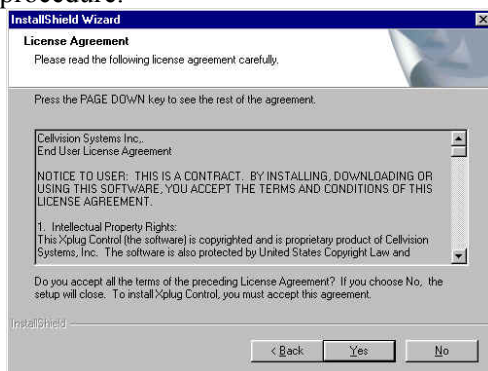 procedure.
InstallShield Wizard
License Agreement
Please read the following license agreement carefully.
Press the PAGE DOWN key to see the rest of the agreement.
Cellvision Systems Inc,.
End User License Agreement
NOTICE TO USER: THIS IS A CONTRACT. BY INSTALLING, DOWNLOADING OR
USING THIS SOFTWARE, YOU ACCEPT THE TERMS AND CONDITIONS OF THIS
LICENSE AGREEMENT.
1. Intellectual Property Rights:
This Xplug Control (the software) is copyrighted and is proprietary product of Cellvision
Systems, Inc. The software is also protected by United States Copyright Law and
Do you accept all the terms of the preceding License Agreement? If you choose No, the
setup will close. To install Xplug Control, you must accept this agreement.
InstallShield
< Back Yes No